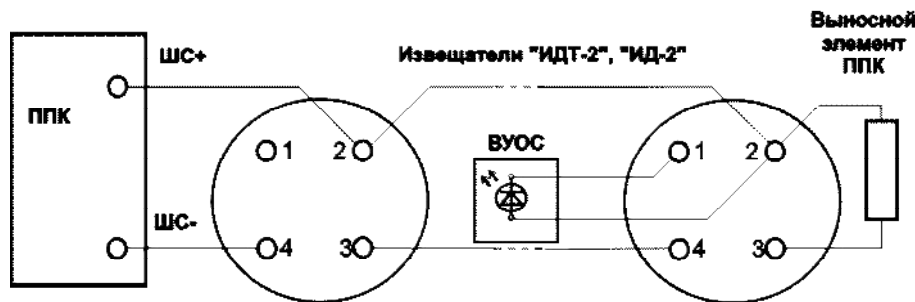 Выносной
элемент
ППК
ШС+
Извещатели "ИДТ-2", "ИД-2"
ППК
1
2
ВУОС
1
2
ШС-
4
3
4
3